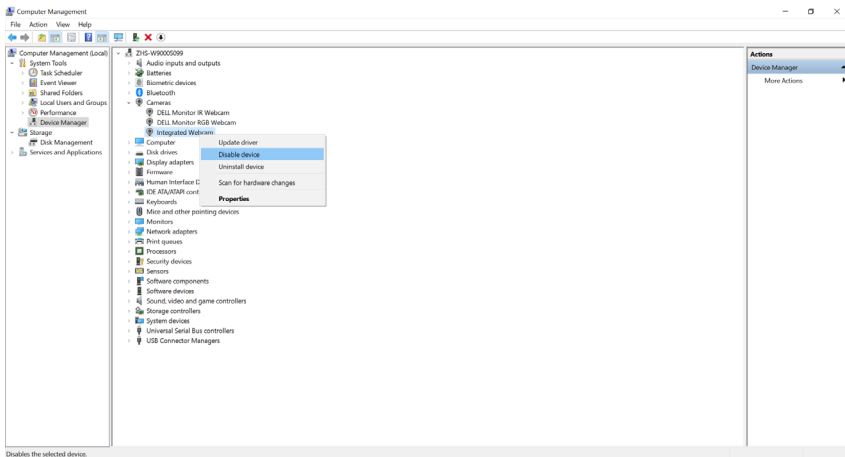 Computer Management
File Action View Help
Computer Management (Local)
System Tools
Task Scheduler
Event Viewer
Shared Folders
Local Users and Groups
Performance
Device Manager
Storage
Disk Management
Services and Applications
ZHS-W90005099
Audio inputs and outputs
Batteries
Biometric devices
Bluetooth
Cameras
DELL Monitor IR Webcam
DELL Monitor RGB Webcam
Integrated Webcam
Computer
Disk drives
Display adapters
Firmware
Human Interface D
IDE ATA/ATAPI cont
Keyboards
Mice and other pointing devices
Monitors
Network adapters
Print queues
Processors
Security devices
Sensors
Software components
Software devices
Sound, video and game controllers
Storage controllers
System devices
Universal Serial Bus controllers
USB Connector Managers
Update driver
Disable device
Uninstall device
Scan for hardware changes
Properties
Actions
Device Manager
More Actions
Disables the selected device.